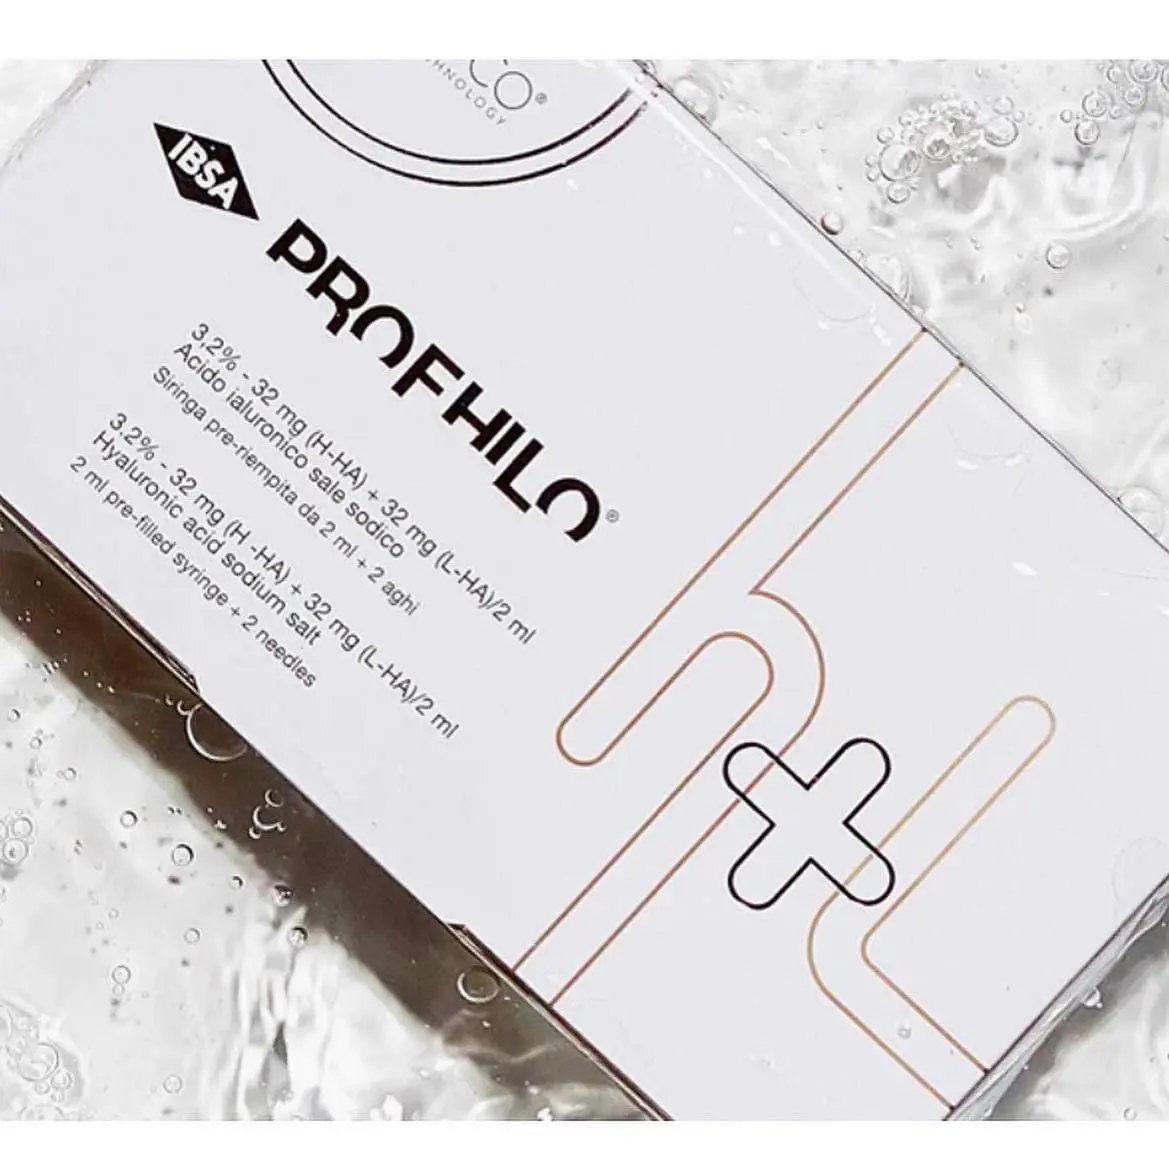 CO®
HNOLOGY
IBSA
PROFHILO®
3,2% - 32 mg (H-HA) + 32 mg (L-HA)/2 ml
Acido ialuronico sale sodico
Siringa pre-riempita da 2 ml + 2 aghi
3,2% - 32 mg (H -HA) + 32 mg (L-HA)/2 ml
Hyaluronic acid sodium salt
2 ml pre-filled syringe + 2 needles
h+L